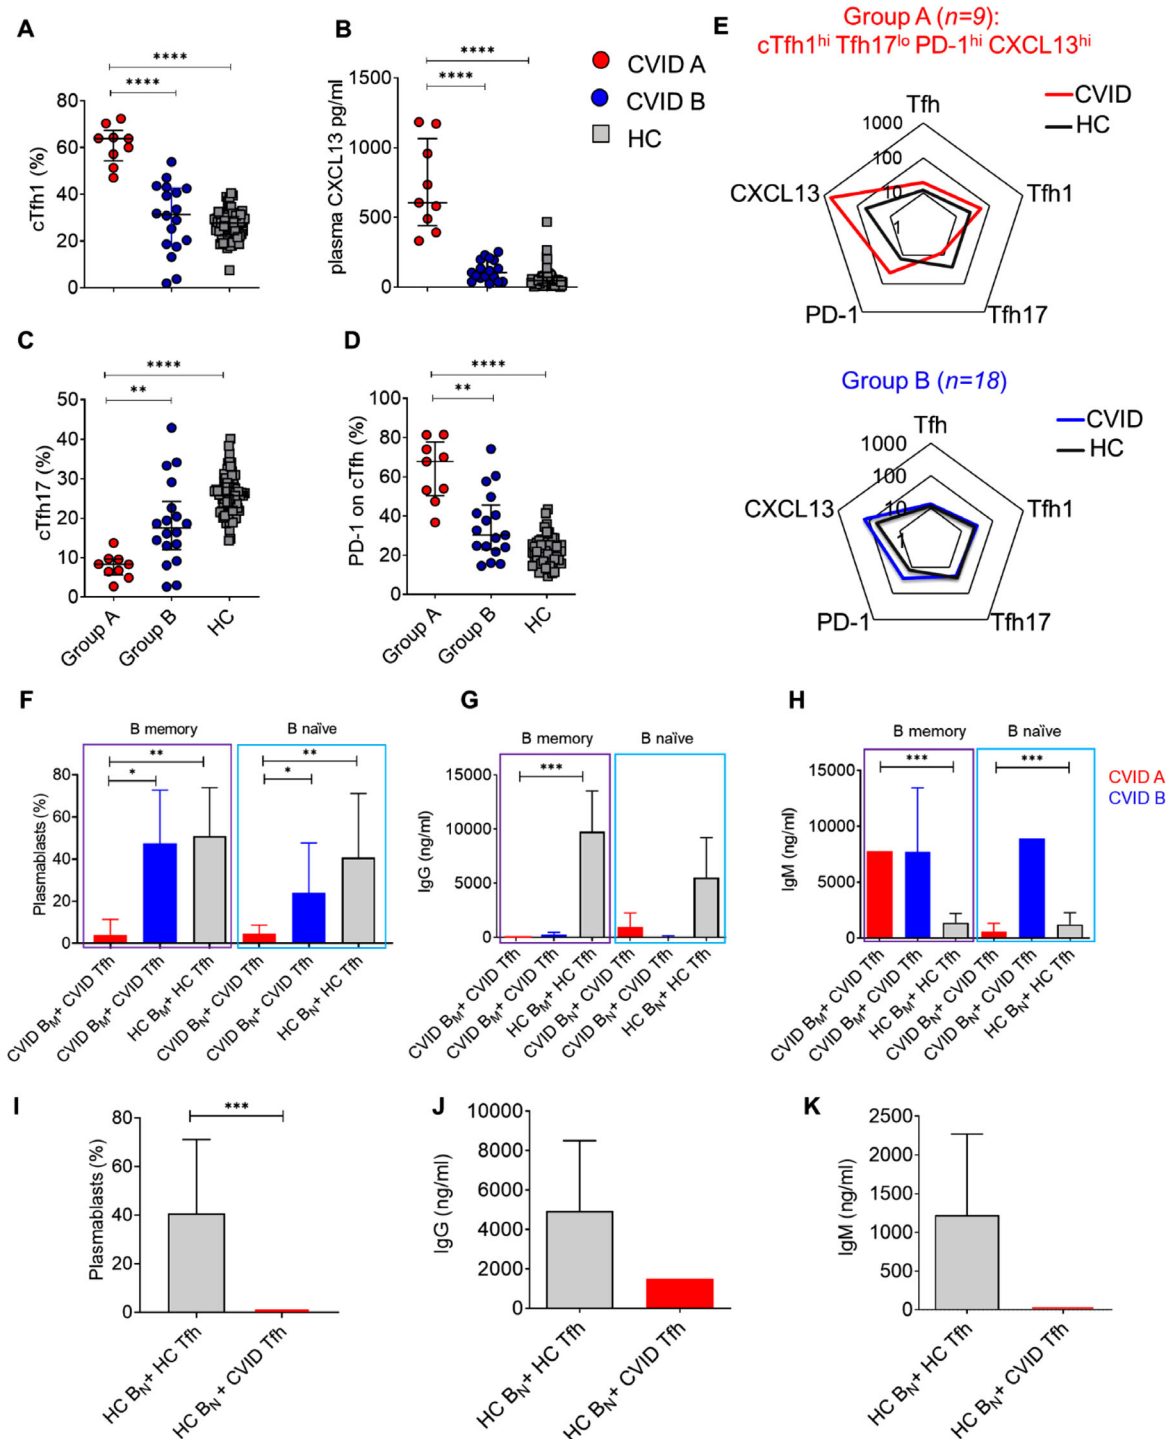 A
****
****
cTfh1 (%)
80
60
40
20
0
B
****
****
plasma CXCL13 pg/ml
1500
1000
500
0
CVID A
CVID B
HC
E
Group A (n=9):
cTfh1hi Tfh17lo PD-1hi CXCL13hi
CVID
HC
Tfh
1000
100
10
1
CXCL13
Tfh1
PD-1
Tfh17
C
****
**
cTfh17 (%)
50
40
30
20
10
0
Group A
Group B
HC
D
****
**
PD-1 on cTfh (%)
100
80
60
40
20
0
Group A
Group B
HC
Group B (n=18)
CVID
HC
Tfh
1000
100
10
1
CXCL13
Tfh1
PD-1
Tfh17
F
B memory
B naïve
**
*
**
*
Plasmablasts (%)
80
60
40
20
0
CVID BM+ CVID Tfh
CVID BM+ CVID Tfh
HC BM+ HC Tfh
CVID BN+ CVID Tfh
CVID BN+ CVID Tfh
HC BN+ HC Tfh
G
B memory
B naïve
***
IgG (ng/ml)
15000
10000
5000
0
CVID BM+ CVID Tfh
CVID BM+ CVID Tfh
HC BM+ HC Tfh
CVID BN+ CVID Tfh
CVID BN+ CVID Tfh
HC BN+ HC Tfh
H
B memory
B naïve
***
***
IgM (ng/ml)
15000
10000
5000
0
CVID BM+ CVID Tfh
CVID BM+ CVID Tfh
HC BM+ HC Tfh
CVID BN+ CVID Tfh
CVID BN+ CVID Tfh
HC BN+ HC Tfh
CVID A
CVID B
I
***
Plasmablasts (%)
80
60
40
20
0
HC BN+ HC Tfh
HC BN+ CVID Tfh
J
IgG (ng/ml)
10000
8000
6000
4000
2000
0
HC BN+ HC Tfh
HC BN+ CVID Tfh
K
IgM (ng/ml)
2500
2000
1500
1000
500
0
HC BN+ HC Tfh
HC BN+ CVID Tfh